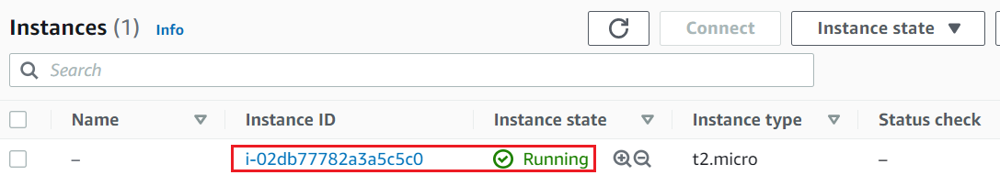 Instances (1) Info Connect Instance state
Search
Name Instance ID Instance state Instance type Status check
– i-02db77782a3a5c5c0 Running t2.micro –